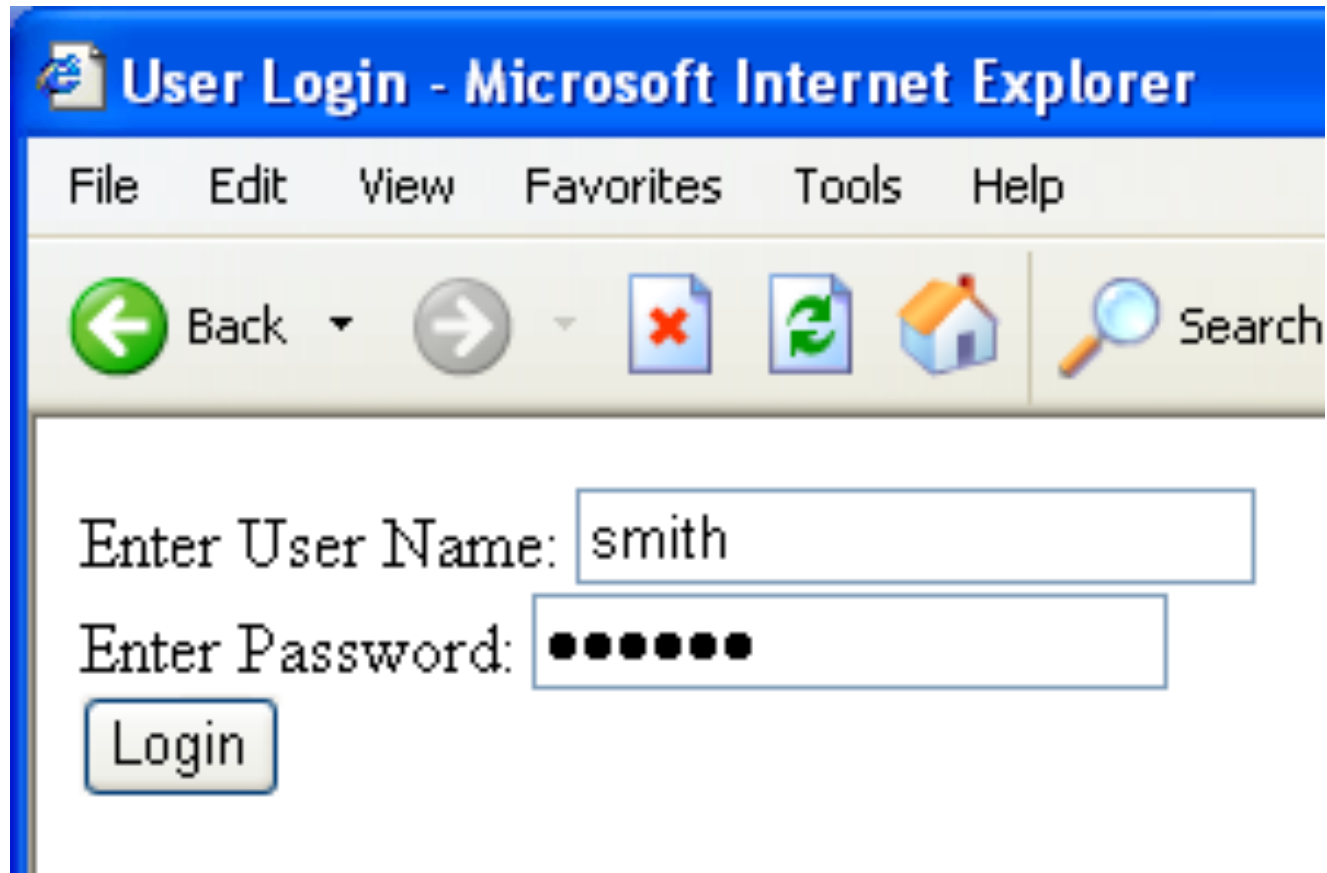 User Login - Microsoft Internet Explorer
File Edit View Favorites Tools Help
Back Search
Enter User Name: smith
Enter Password: ●●●●●●
Login